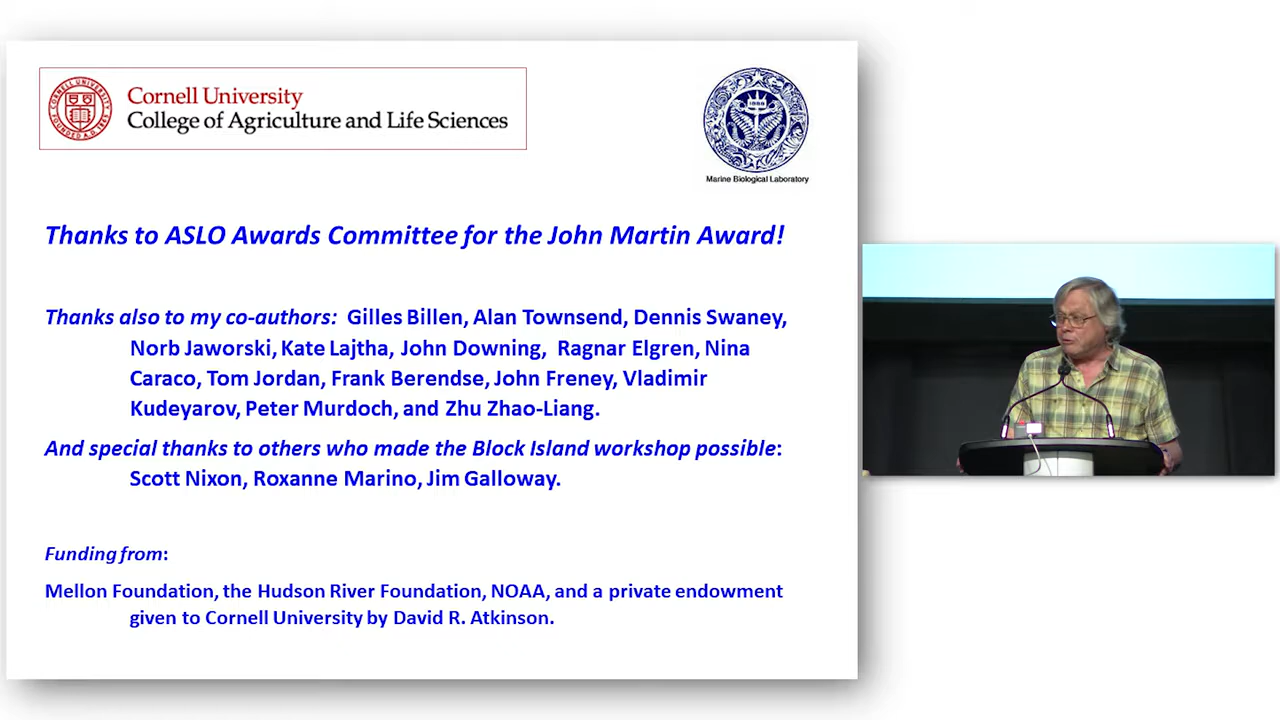 Cornell University
College of Agriculture and Life Sciences
Marine Biological Laboratory
Thanks to ASLO Awards Committee for the John Martin Award!
Thanks also to my co-authors: Gilles Billen, Alan Townsend, Dennis Swaney,
Norb Jaworski, Kate Lajtha, John Downing, Ragnar Elgren, Nina
Caraco, Tom Jordan, Frank Berendse, John Freney, Vladimir
Kudeyarov, Peter Murdoch, and Zhu Zhao-Liang.
And special thanks to others who made the Block Island workshop possible:
Scott Nixon, Roxanne Marino, Jim Galloway.
Funding from:
Mellon Foundation, the Hudson River Foundation, NOAA, and a private endowment
given to Cornell University by David R. Atkinson.